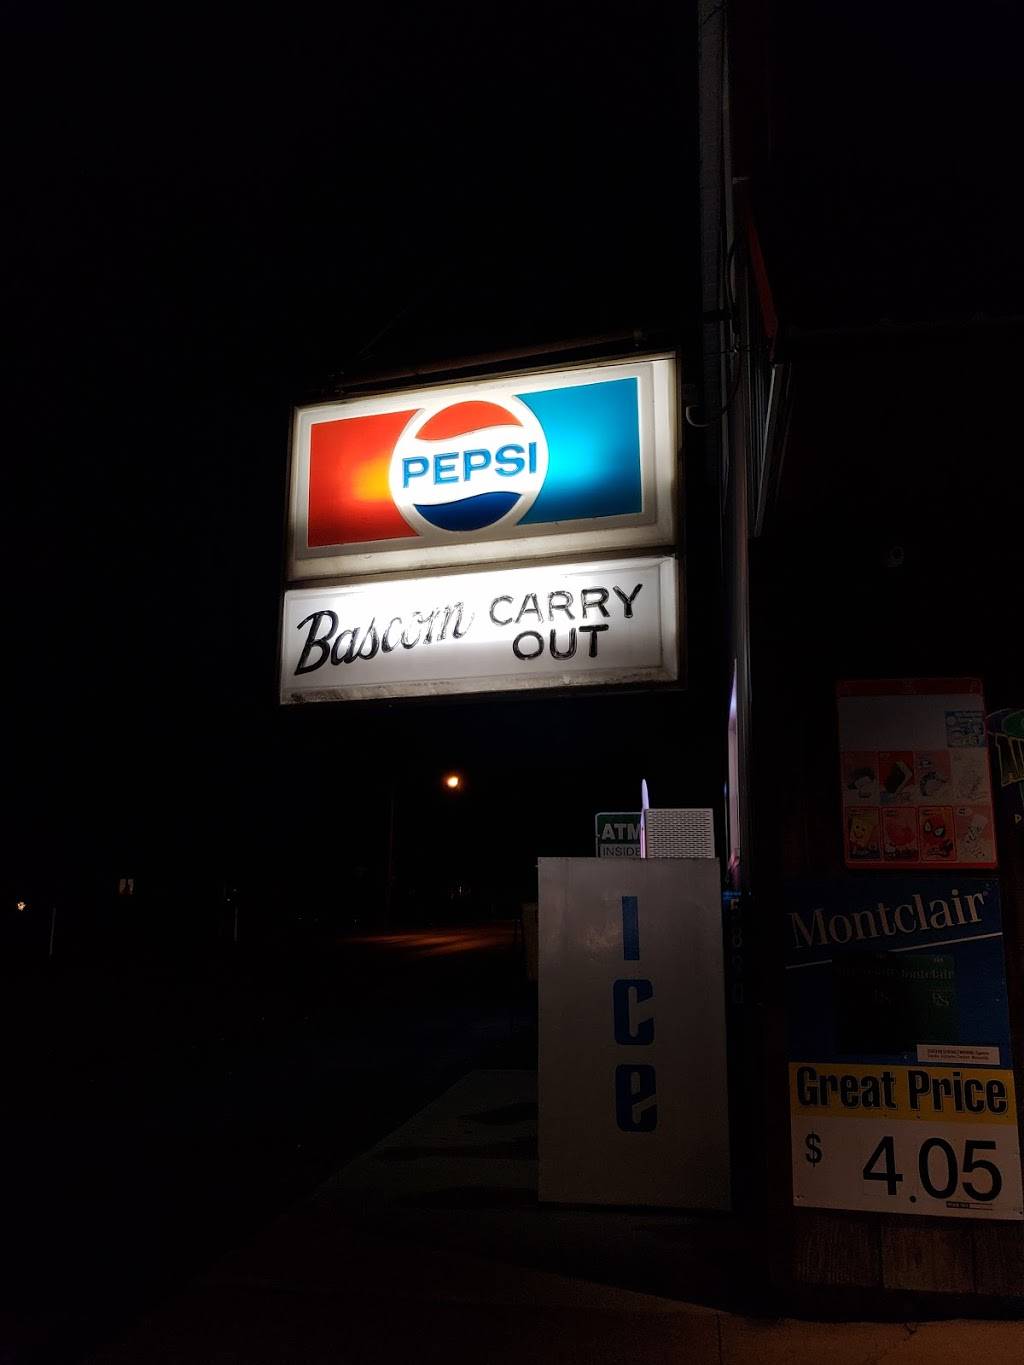 PEPSI
Bascom CARRY
OUT
ATM
INSIDE
Ice
Montclair
Great Price
$ 4.05